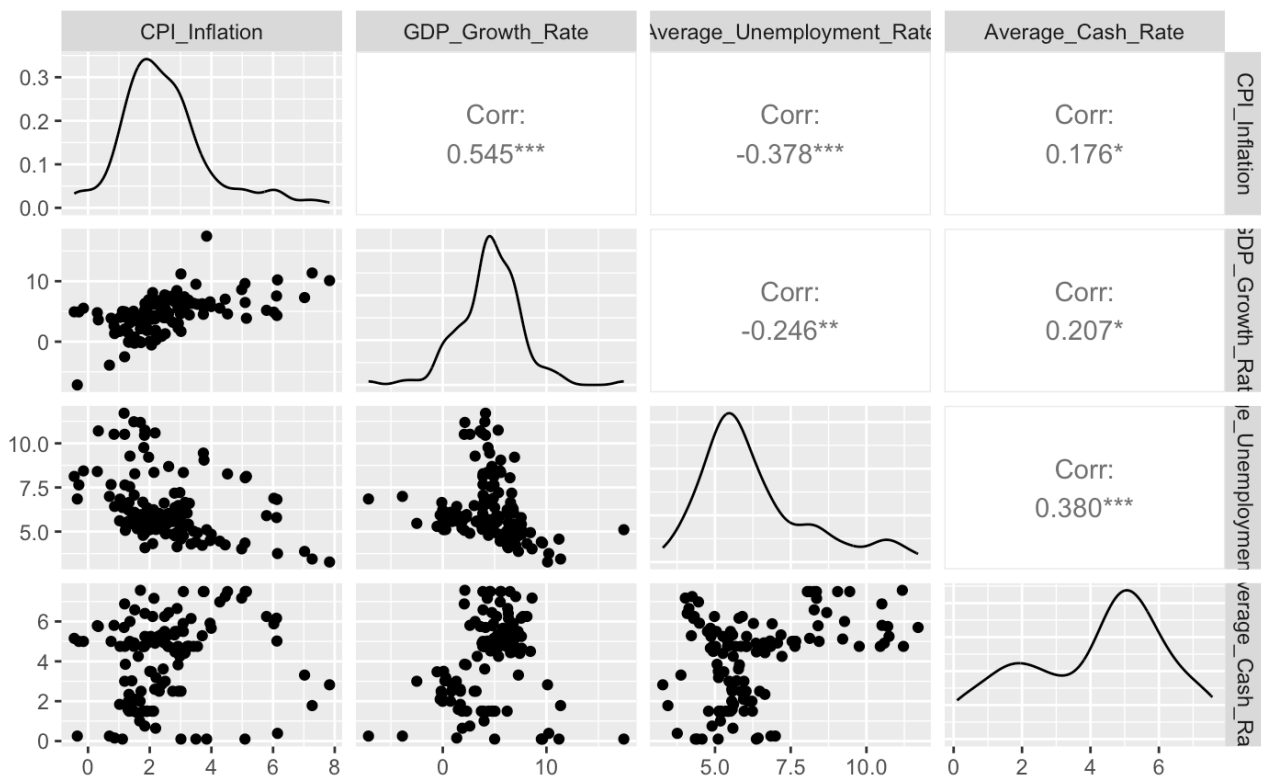 CPI_Inflation
GDP_Growth_Rate
Average_Unemployment_Rate
Average_Cash_Rate
0.3
0.2
0.1
0.0
Corr:
0.545***
Corr:
-0.378***
Corr:
0.176*
CPI_Inflation
10
0
Corr:
-0.246**
Corr:
0.207*
GDP_Growth_Rat
10.0
7.5
5.0
Corr:
0.380***
ge_Unemploymen
6
4
2
0
verage_Cash_Ra
0
2
4
6
8
0
10
5.0
7.5
10.0
0
2
4
6